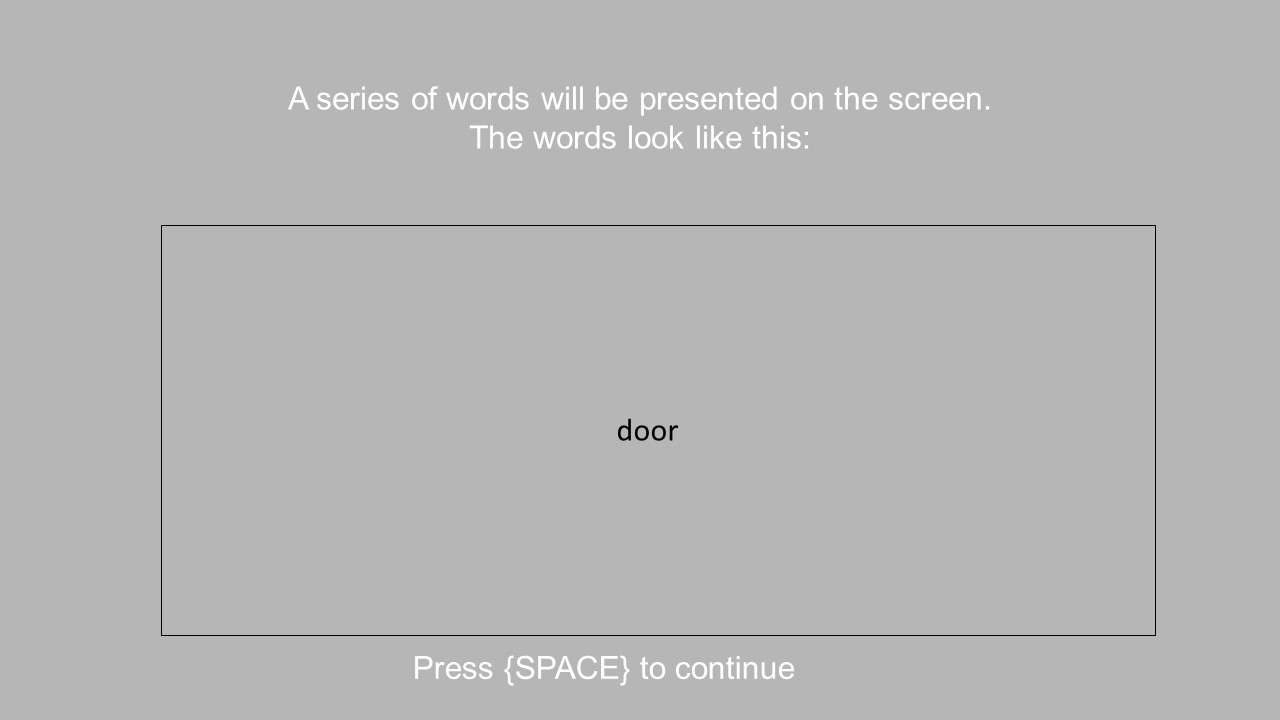 A series of words will be presented on the screen.
The words look like this:
door
Press {SPACE} to continue